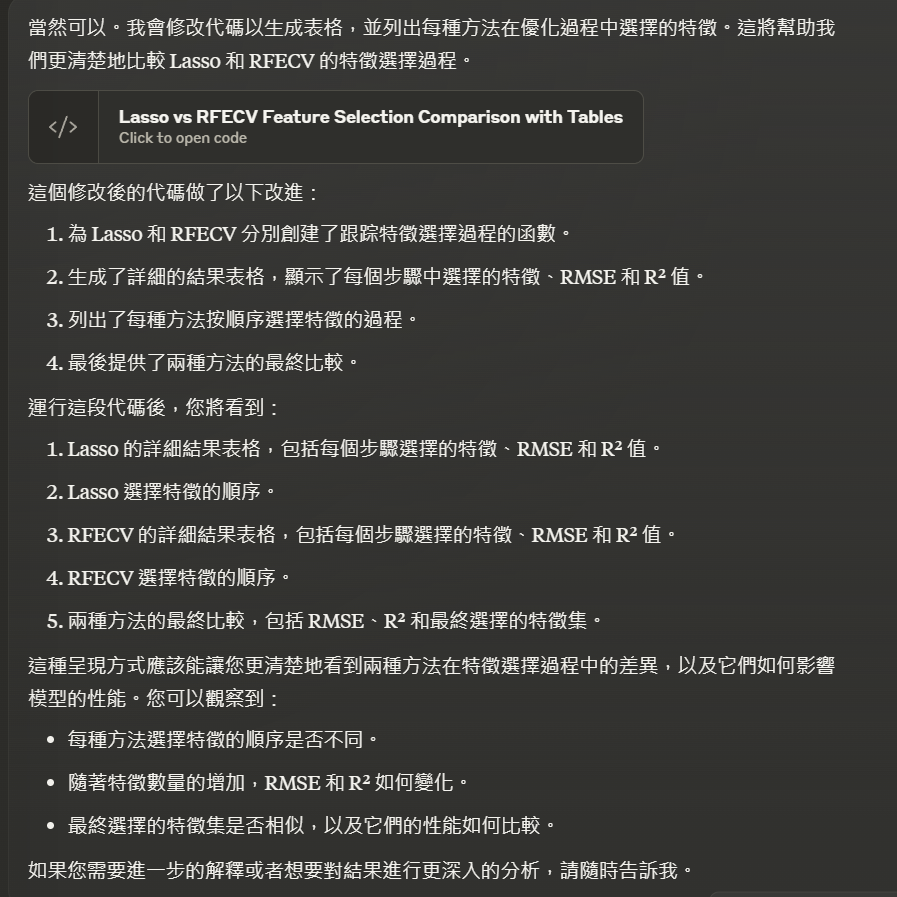 當然可以。我會修改代碼以生成表格，並列出每種方法在優化過程中選擇的特徵。這將幫助我
們更清楚地比較 Lasso 和 RFECV 的特徵選擇過程。
</>
Lasso vs RFECV Feature Selection Comparison with Tables
Click to open code
這個修改後的代碼做了以下改進：
1. 為 Lasso 和 RFECV 分別創建了跟踪特徵選擇過程的函數。
2. 生成了詳細的結果表格，顯示了每個步驟中選擇的特徵、RMSE 和 R² 值。
3. 列出了每種方法按順序選擇特徵的過程。
4. 最後提供了兩種方法的最終比較。
運行這段代碼後，您將看到：
1. Lasso 的詳細結果表格，包括每個步驟選擇的特徵、RMSE 和 R² 值。
2. Lasso 選擇特徵的順序。
3. RFECV 的詳細結果表格，包括每個步驟選擇的特徵、RMSE 和 R² 值。
4. RFECV 選擇特徵的順序。
5. 兩種方法的最終比較，包括 RMSE、R² 和最終選擇的特徵集。
這種呈現方式應該能讓您更清楚地看到兩種方法在特徵選擇過程中的差異，以及它們如何影響
模型的性能。您可以觀察到：
• 每種方法選擇特徵的順序是否不同。
• 隨著特徵數量的增加，RMSE 和 R² 如何變化。
• 最終選擇的特徵集是否相似，以及它們的性能如何比較。
如果您需要進一步的解釋或者想要對結果進行更深入的分析，請隨時告訴我。